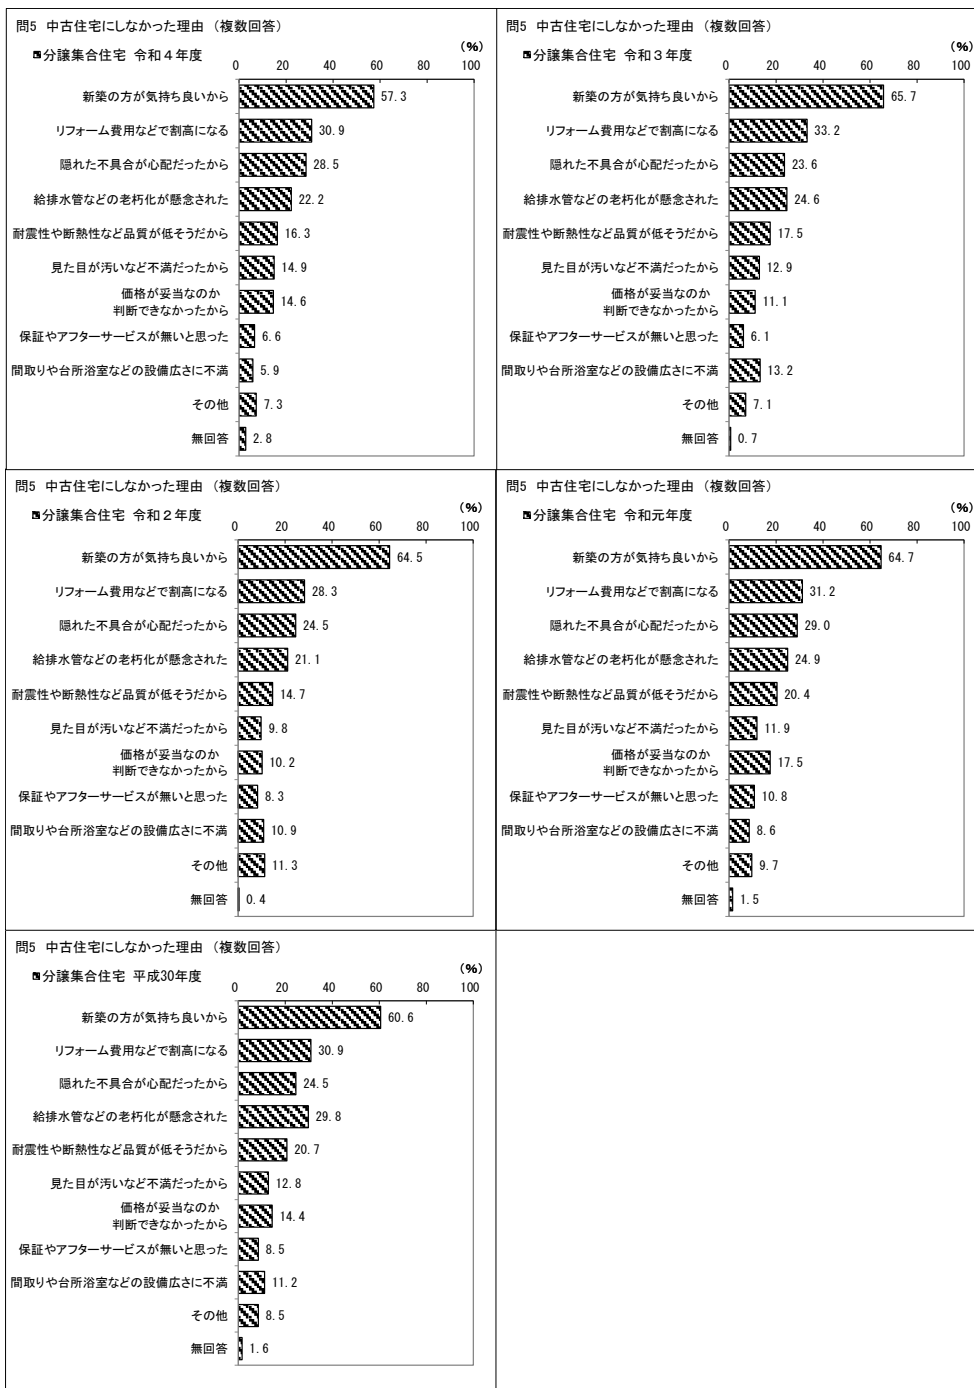 問5 中古住宅にしなかった理由 (複数回答)
(%)
分譲集合住宅 令和4年度
0 20 40 60 80 100
新築の方が気持ち良いから 57.3
リフォーム費用などで割高になる 30.9
隠れた不具合が心配だったから 28.5
給排水管などの老朽化が懸念された 22.2
耐震性や断熱性など品質が低そうだから 16.3
見た目が汚いなど不満だったから 14.9
価格が妥当なのか
判断できなかったから 14.6
保証やアフターサービスが無いと思った 6.6
間取りや台所浴室などの設備広さに不満 5.9
その他 7.3
無回答 2.8
問5 中古住宅にしなかった理由 (複数回答)
(%)
分譲集合住宅 令和3年度
0 20 40 60 80 100
新築の方が気持ち良いから 65.7
リフォーム費用などで割高になる 33.2
隠れた不具合が心配だったから 23.6
給排水管などの老朽化が懸念された 24.6
耐震性や断熱性など品質が低そうだから 17.5
見た目が汚いなど不満だったから 12.9
価格が妥当なのか
判断できなかったから 11.1
保証やアフターサービスが無いと思った 6.1
間取りや台所浴室などの設備広さに不満 13.2
その他 7.1
無回答 0.7
問5 中古住宅にしなかった理由 (複数回答)
(%)
分譲集合住宅 令和2年度
0 20 40 60 80 100
新築の方が気持ち良いから 64.5
リフォーム費用などで割高になる 28.3
隠れた不具合が心配だったから 24.5
給排水管などの老朽化が懸念された 21.1
耐震性や断熱性など品質が低そうだから 14.7
見た目が汚いなど不満だったから 9.8
価格が妥当なのか
判断できなかったから 10.2
保証やアフターサービスが無いと思った 8.3
間取りや台所浴室などの設備広さに不満 10.9
その他 11.3
無回答 0.4
問5 中古住宅にしなかった理由 (複数回答)
(%)
分譲集合住宅 令和元年度
0 20 40 60 80 100
新築の方が気持ち良いから 64.7
リフォーム費用などで割高になる 31.2
隠れた不具合が心配だったから 29.0
給排水管などの老朽化が懸念された 24.9
耐震性や断熱性など品質が低そうだから 20.4
見た目が汚いなど不満だったから 11.9
価格が妥当なのか
判断できなかったから 17.5
保証やアフターサービスが無いと思った 10.8
間取りや台所浴室などの設備広さに不満 8.6
その他 9.7
無回答 1.5
問5 中古住宅にしなかった理由 (複数回答)
(%)
分譲集合住宅 平成30年度
0 20 40 60 80 100
新築の方が気持ち良いから 60.6
リフォーム費用などで割高になる 30.9
隠れた不具合が心配だったから 24.5
給排水管などの老朽化が懸念された 29.8
耐震性や断熱性など品質が低そうだから 20.7
見た目が汚いなど不満だったから 12.8
価格が妥当なのか
判断できなかったから 14.4
保証やアフターサービスが無いと思った 8.5
間取りや台所浴室などの設備広さに不満 11.2
その他 8.5
無回答 1.6